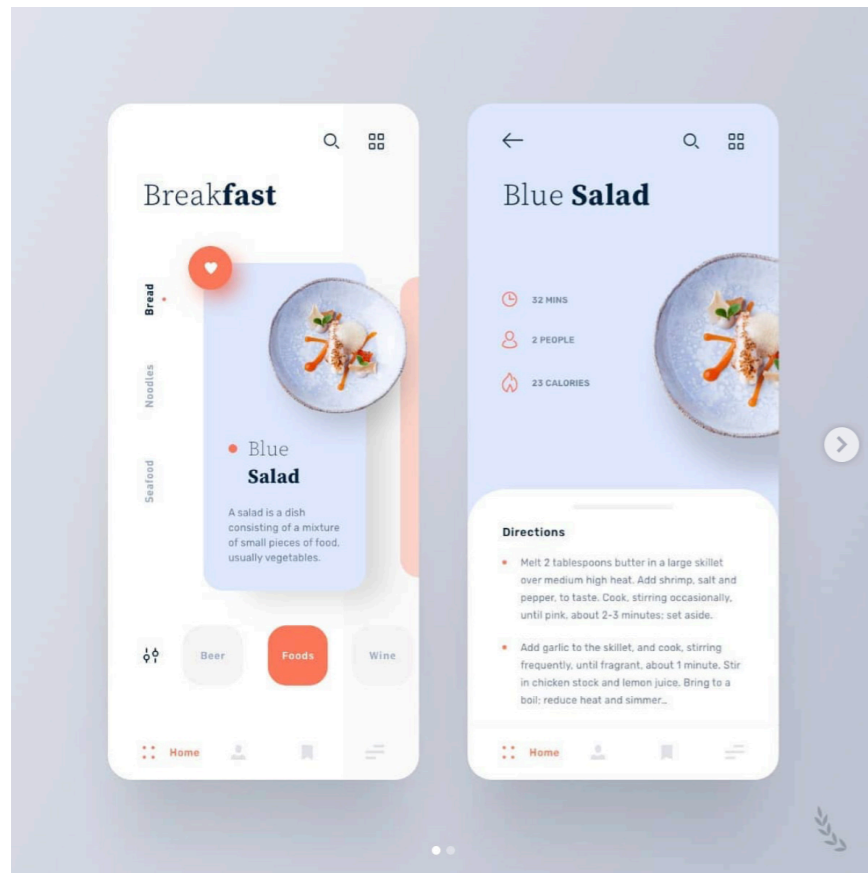 Breakfast
Bread
Noodles
Seafood
Blue
Salad
A salad is a dish
consisting of a mixture
of small pieces of food,
usually vegetables.
Beer
Foods
Wine
Home
Blue Salad
32 MINS
2 PEOPLE
23 CALORIES
Directions
Melt 2 tablespoons butter in a large skillet
over medium high heat. Add shrimp, salt and
pepper, to taste. Cook, stirring occasionally,
until pink, about 2-3 minutes; set aside.
Add garlic to the skillet, and cook, stirring
frequently, until fragrant, about 1 minute. Stir
in chicken stock and lemon juice. Bring to a
boil; reduce heat and simmer…
Home